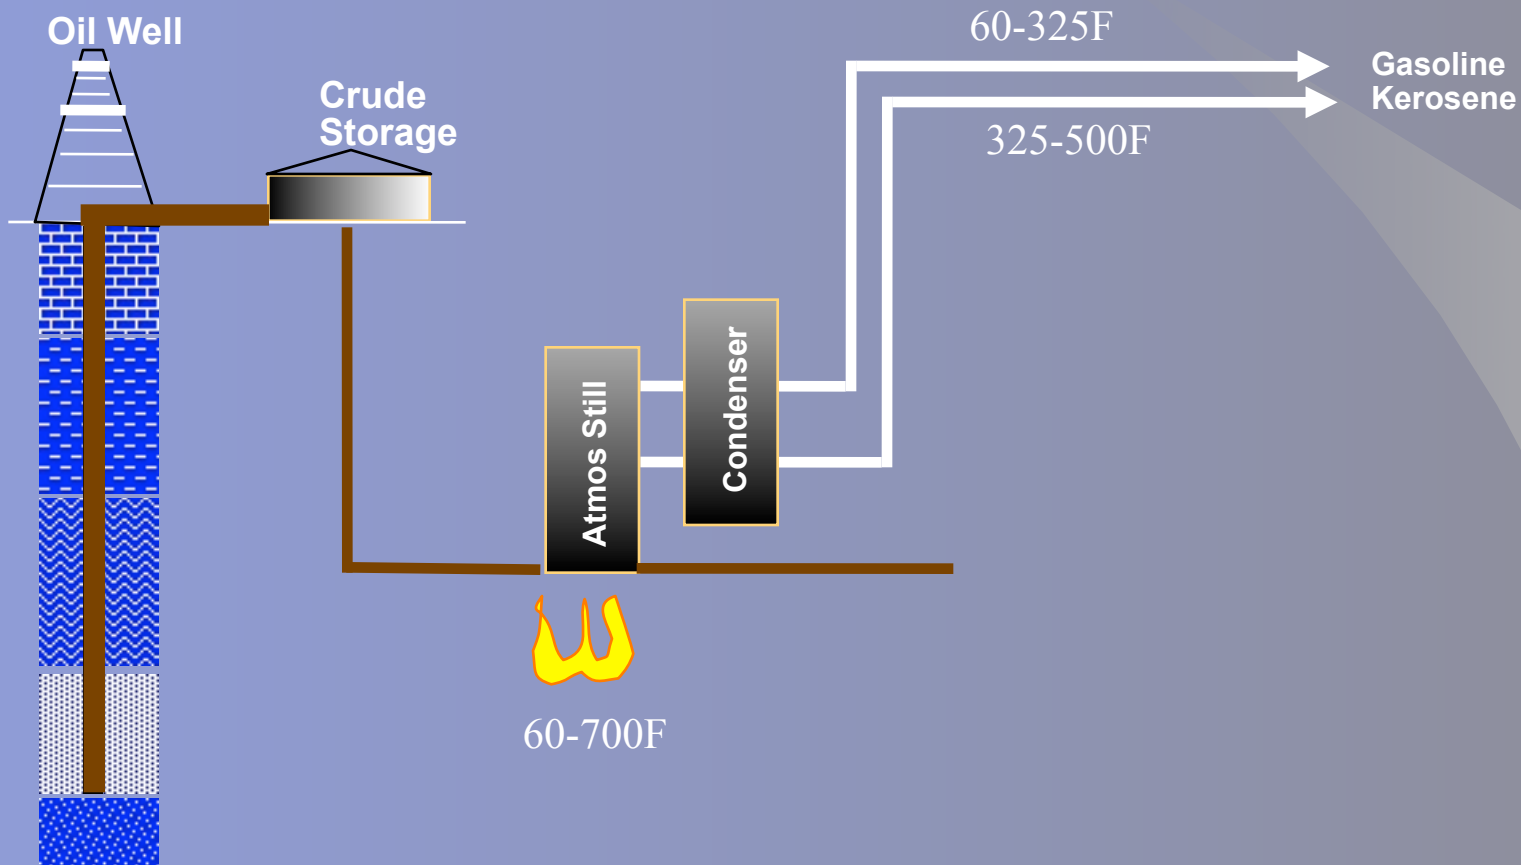 Oil Well
Crude
Storage
60-325F
Gasoline
Kerosene
325-500F
Atmos Still
Condenser
60-700F